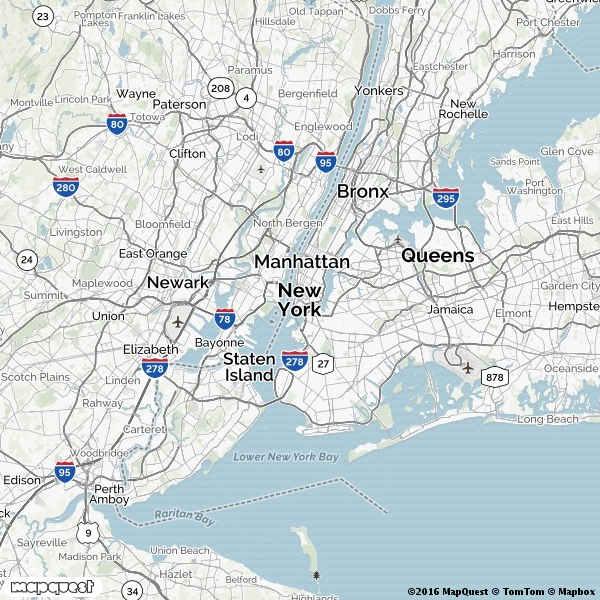 Old Tappan
Dobbs Ferry
Greenwich
23
Pompton
Lakes
Franklin Lakes
Hillsdale
Port Chester
Paramus
Eastchester
Wayne
208
4
Bergenfield
Yonkers
Montville
Lincoln Park
Paterson
New
Rochelle
80
Totowa
Lodi
Englewood
Glen Cove
Clifton
80
95
Sands Point
West Caldwell
280
Bronx
295
Port
Washington
Bloomfield
North Bergen
East Hills
Livingston
24
East Orange
Manhattan
Queens
Maplewood
Newark
New
York
Garden City
Summit
Union
78
Jamaica
Elmont
Hempste
Elizabeth
Bayonne
278
Staten
Island
278
27
878
Oceanside
Scotch Plains
Linden
Rahway
Carteret
Long Beach
Woodbridge
Edison
95
Lower New York Bay
Perth
Amboy
Raritan Bay
Sayreville
9
Madison Park
Union Beach
Hazlet
Belford
Highlands
34
mapquest
©2016 MapQuest © TomTom © Mapbox